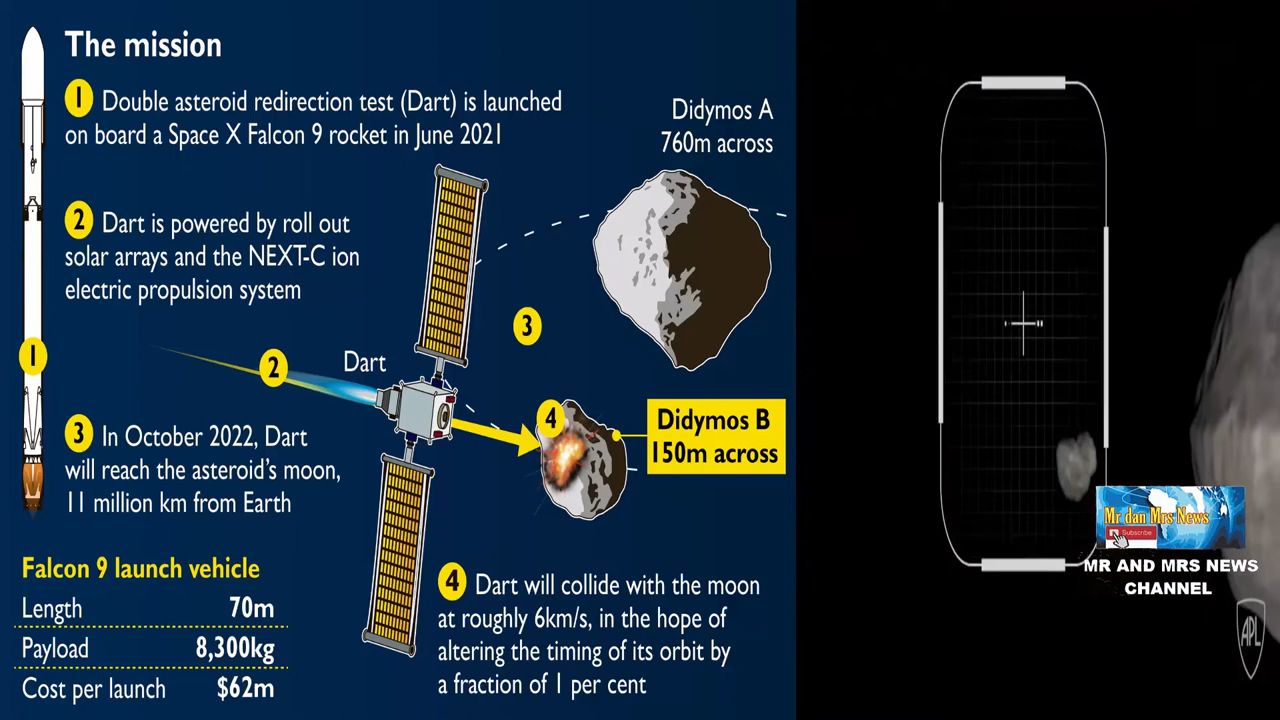 The mission
1 Double asteroid redirection test (Dart) is launched
on board a Space X Falcon 9 rocket in June 2021
Didymos A
760m across
2 Dart is powered by roll out
solar arrays and the NEXT-C ion
electric propulsion system
3
1
2
Dart
4
Didymos B
150m across
3 In October 2022, Dart
will reach the asteroid's moon,
11 million km from Earth
Falcon 9 launch vehicle
Length 70m
Payload 8,300kg
Cost per launch $62m
4 Dart will collide with the moon
at roughly 6km/s, in the hope of
altering the timing of its orbit by
a fraction of 1 per cent
Mr dan Mrs News
Subscribe
MR AND MRS NEWS
CHANNEL
APL